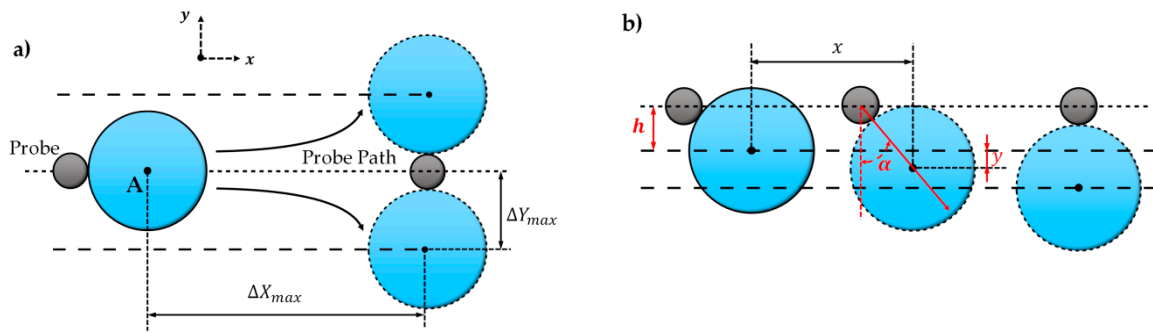 a)
y
x
Probe
A
Probe Path
ΔY_max
ΔX_max
b)
x
h
α
y